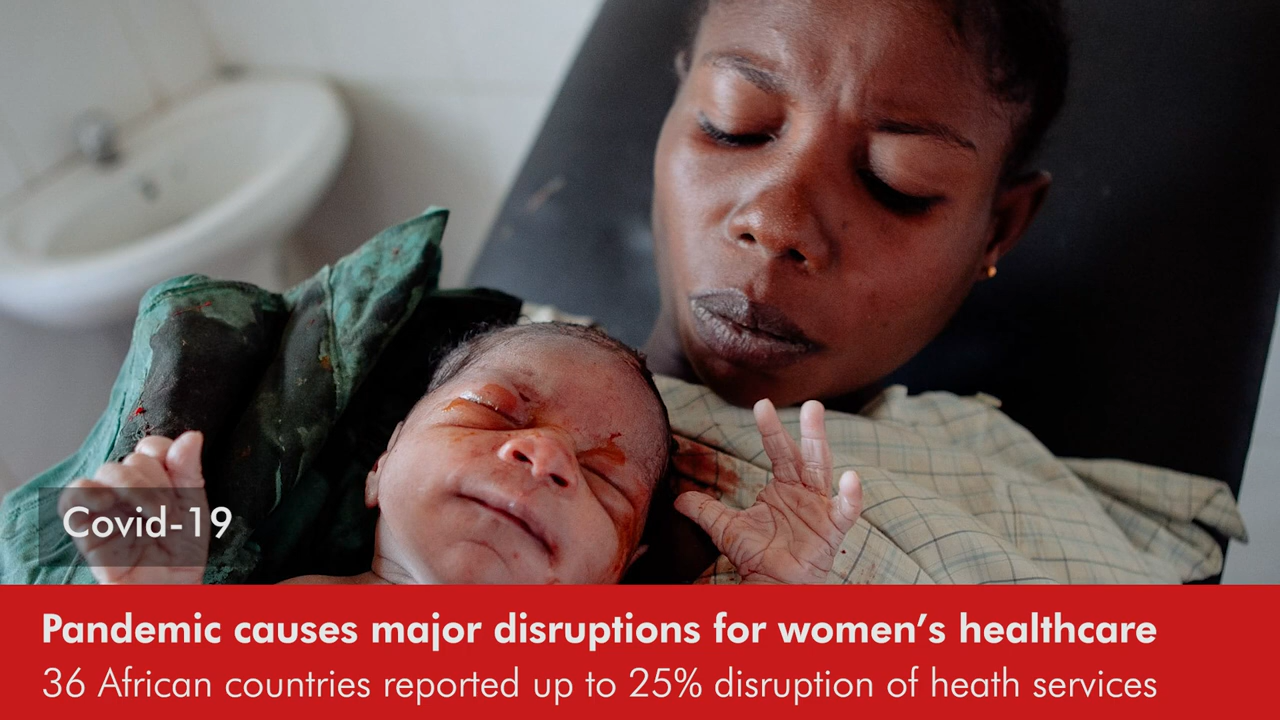 Covid-19
Pandemic causes major disruptions for women's healthcare
36 African countries reported up to 25% disruption of heath services